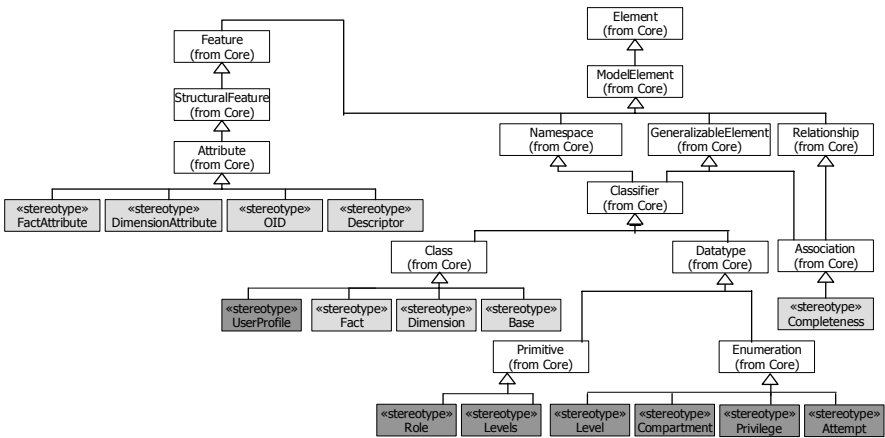 Element
(from Core)
Feature
(from Core)
ModelElement
(from Core)
StructuralFeature
(from Core)
Namespace
(from Core)
GeneralizableElement
(from Core)
Relationship
(from Core)
Attribute
(from Core)
Classifier
(from Core)
«stereotype»
FactAttribute
«stereotype»
DimensionAttribute
«stereotype»
OID
«stereotype»
Descriptor
Class
(from Core)
Datatype
(from Core)
Association
(from Core)
«stereotype»
UserProfile
«stereotype»
Fact
«stereotype»
Dimension
«stereotype»
Base
«stereotype»
Completeness
Primitive
(from Core)
Enumeration
(from Core)
«stereotype»
Role
«stereotype»
Levels
«stereotype»
Level
«stereotype»
Compartment
«stereotype»
Privilege
«stereotype»
Attempt